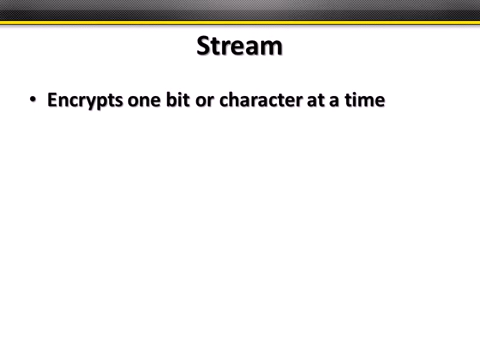 Stream
• Encrypts one bit or character at a time